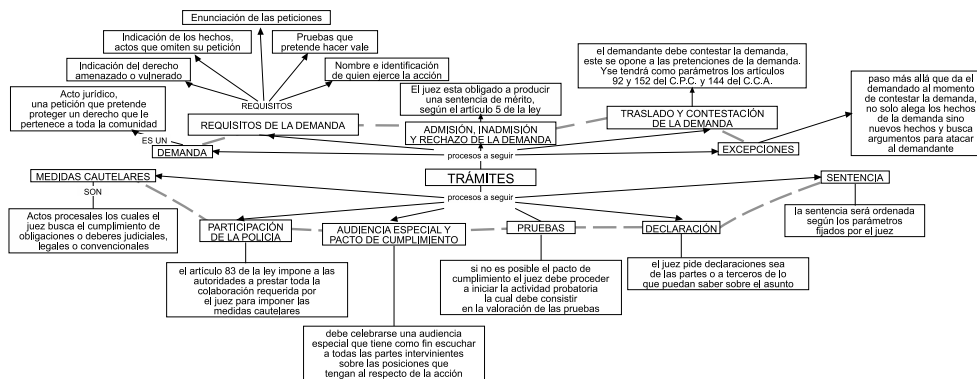 Enunciación de las peticiones
Indicación de los hechos,
actos que omiten su petición
Pruebas que
pretende hacer vale
Indicación del derecho
amenazado o vulnerado
Nombre e identificación
de quien ejerce la acción
REQUISITOS
Acto jurídico,
una petición que pretende
proteger un derecho que le
pertenece a toda la comunidad
REQUISITOS DE LA DEMANDA
ES UN
DEMANDA
El juez esta obligado a producir
una sentencia de mérito,
según el artículo 5 de la ley
ADMISIÓN, INADMISIÓN
Y RECHAZO DE LA DEMANDA
el demandante debe contestar la demanda,
este se opone a las pretenciones de la demanda.
Yse tendrá como parámetros los artículos
92 y 152 del C.P.C. y 144 del C.C.A.
TRASLADO Y CONTESTACIÓN
DE LA DEMANDA
EXCEPCIONES
paso más allá que da el
demandado al momento
de contestar la demanda,
no solo alega los hechos
de la demanda sino
nuevos hechos y busca
argumentos para atacar
al demandante
procesos a seguir
TRÁMITES
procesos a seguir
MEDIDAS CAUTELARES
SON
Actos procesales los cuales el
juez busca el cumplimiento de
obligaciones o deberes judiciales,
legales o convencionales
PARTICIPACIÓN
DE LA POLICIA
el artículo 83 de la ley impone a las
autoridades a prestar toda la
colaboración requerida por
el juez para imponer las
medidas cautelares
AUDIENCIA ESPECIAL Y
PACTO DE CUMPLIMIENTO
debe celebrarse una audiencia
especial que tiene como fin escuchar
a todas las partes intervinientes
sobre las posiciones que
tengan al respecto de la acción
PRUEBAS
si no es posible el pacto de
cumplimiento el juez debe proceder
a iniciar la actividad probatoria
la cual debe consistir
en la valoración de las pruebas
DECLARACIÓN
el juez pide declaraciones sea
de las partes o a terceros de lo
que puedan saber sobre el asunto
SENTENCIA
la sentencia será ordenada
según los parámetros
fijados por el juez